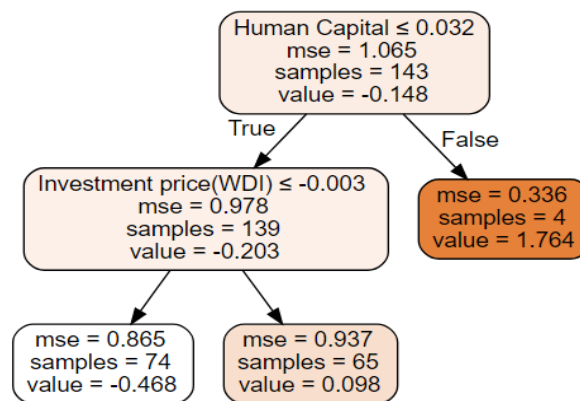 Human Capital ≤ 0.032
mse = 1.065
samples = 143
value = -0.148
True
False
Investment price(WDI) ≤ -0.003
mse = 0.978
samples = 139
value = -0.203
mse = 0.336
samples = 4
value = 1.764
mse = 0.865
samples = 74
value = -0.468
mse = 0.937
samples = 65
value = 0.098